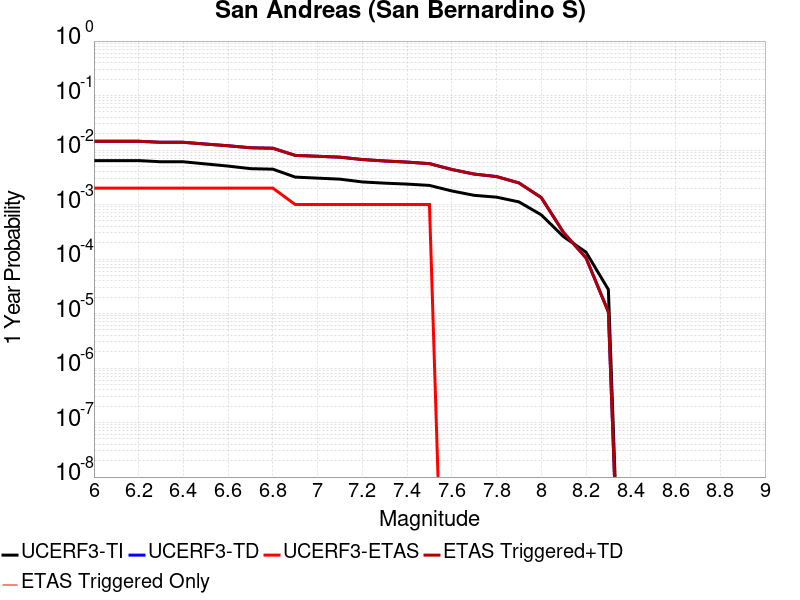 San Andreas (San Bernardino S)
10^0
10^-1
10^-2
10^-3
10^-4
10^-5
10^-6
10^-7
10^-8
1 Year Probability
6 6.2 6.4 6.6 6.8 7 7.2 7.4 7.6 7.8 8 8.2 8.4 8.6 8.8 9
Magnitude
UCERF3-TI UCERF3-TD UCERF3-ETAS ETAS Triggered+TD
ETAS Triggered Only